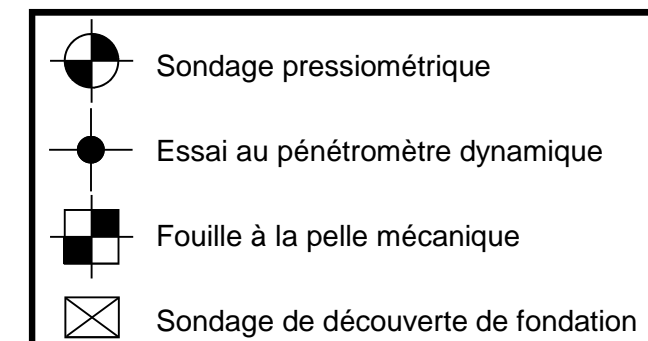 Sondage pressiométrique
Essai au pénétromètre dynamique
Fouille à la pelle mécanique
Sondage de découverte de fondation